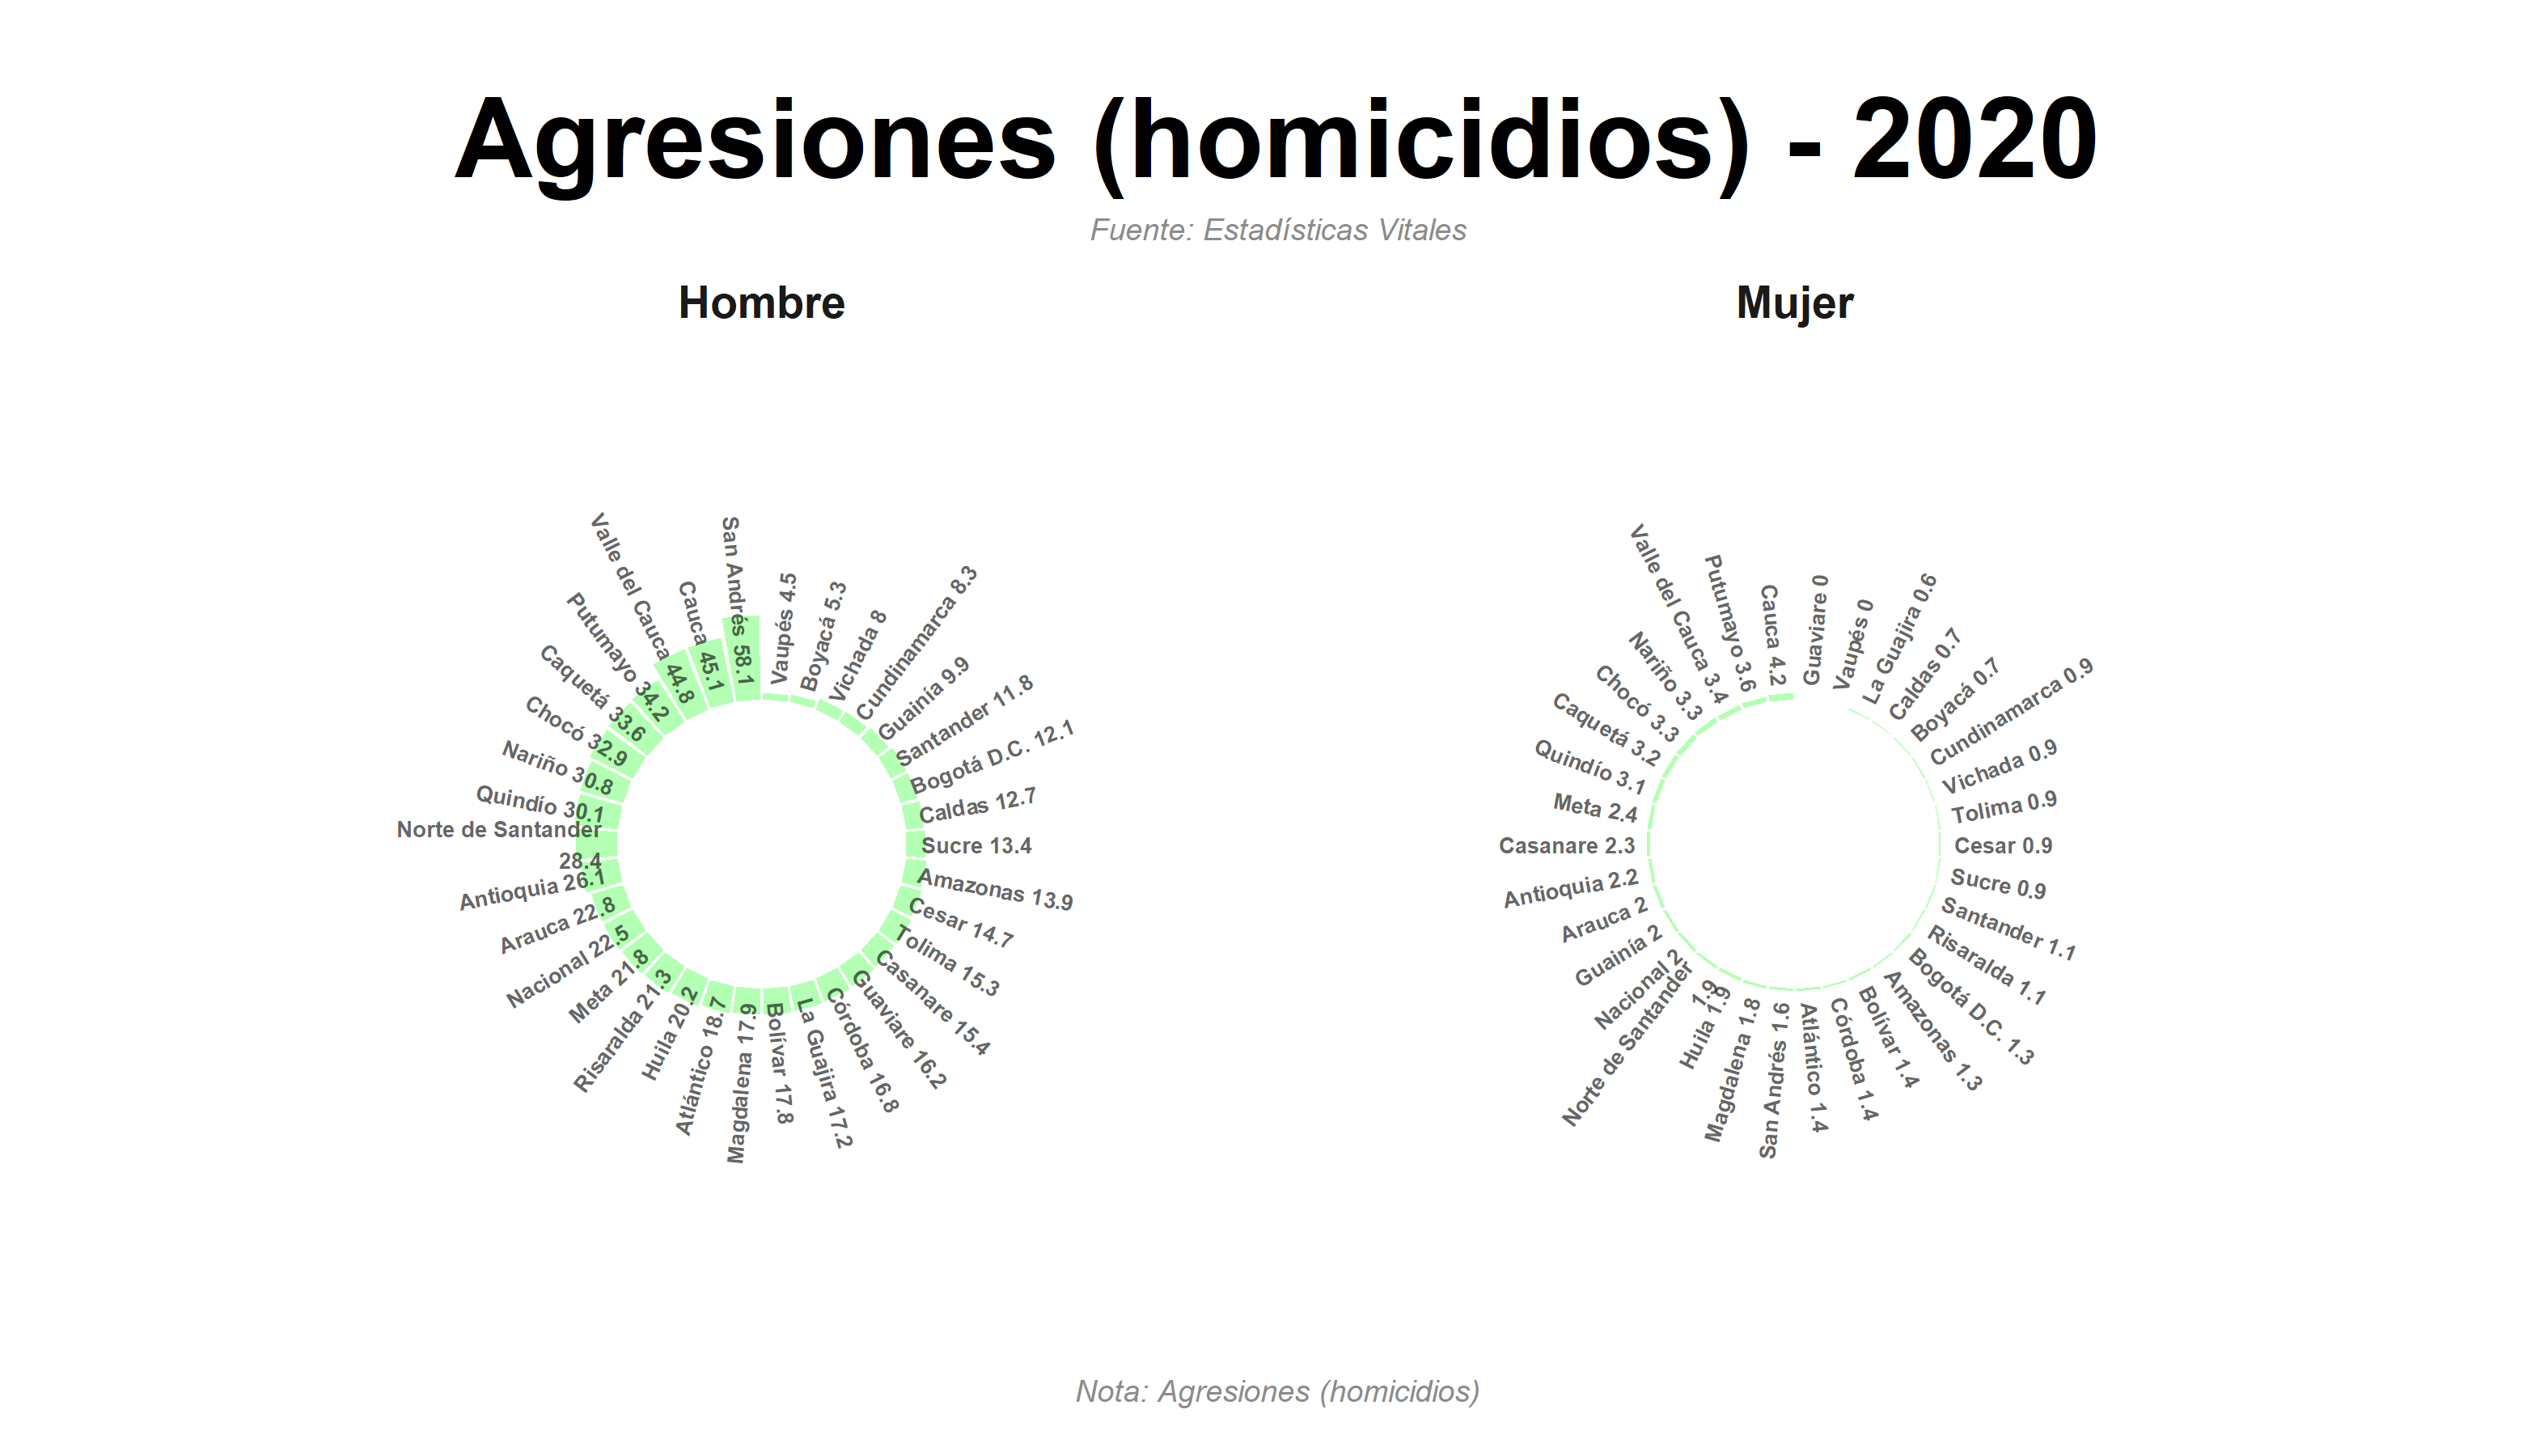 Agresiones (homicidios) - 2020
Fuente: Estadísticas Vitales
Hombre
Vaupés 4.5
Boyacá 5.3
Vichada 8
Cundinamarca 8.3
Guainía 9.9
Santander 11.8
Bogotá D.C. 12.1
Caldas 12.7
Sucre 13.4
Amazonas 13.9
Cesar 14.7
Tolima 15.3
Casanare 15.4
Guaviare 16.2
Córdoba 16.8
La Guajira 17.2
Bolívar 17.8
Magdalena 17.9
Atlántico 18.7
Huila 20.2
Risaralda 21.3
Meta 21.8
Nacional 22.5
Arauca 22.8
Antioquia 26.1
Norte de Santander
28.4
Quindío 30.1
Nariño 30.8
Chocó 32.9
Caquetá 33.6
Putumayo 34.2
Valle del Cauca 44.8
Cauca 45.1
San Andrés 58.1
Mujer
Guaviare 0
Vaupés 0
La Guajira 0.6
Caldas 0.7
Boyacá 0.7
Cundinamarca 0.9
Vichada 0.9
Tolima 0.9
Cesar 0.9
Sucre 0.9
Santander 1.1
Risaralda 1.1
Bogotá D.C. 1.3
Amazonas 1.3
Bolívar 1.4
Córdoba 1.4
Atlántico 1.4
San Andrés 1.6
Magdalena 1.8
Huila 1.9
Norte de Santander
1.9
Nacional 2
Guainía 2
Arauca 2
Antioquia 2.2
Casanare 2.3
Meta 2.4
Quindío 3.1
Caquetá 3.2
Chocó 3.3
Nariño 3.3
Valle del Cauca 3.4
Putumayo 3.6
Cauca 4.2
Nota: Agresiones (homicidios)